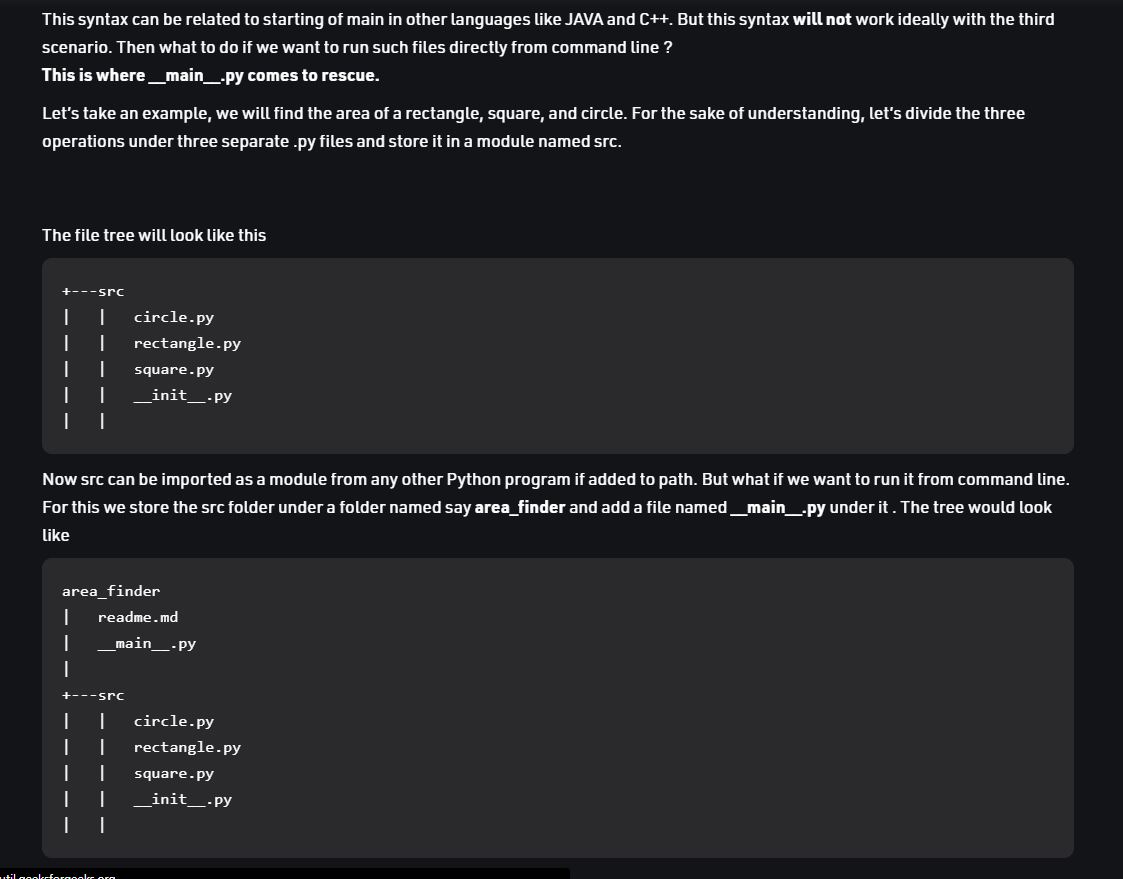 This syntax can be related to starting of main in other languages like JAVA and C++. But this syntax will not work ideally with the third
scenario. Then what to do if we want to run such files directly from command line ?
This is where __main__.py comes to rescue.
Let's take an example, we will find the area of a rectangle, square, and circle. For the sake of understanding, let's divide the three
operations under three separate .py files and store it in a module named src.
The file tree will look like this
+---src
|   |   circle.py
|   |   rectangle.py
|   |   square.py
|   |   __init__.py
|   |
Now src can be imported as a module from any other Python program if added to path. But what if we want to run it from command line.
For this we store the src folder under a folder named say area_finder and add a file named __main__.py under it . The tree would look
like
area_finder
|   readme.md
|   __main__.py
|
+---src
|   |   circle.py
|   |   rectangle.py
|   |   square.py
|   |   __init__.py
|   |
util.geeksforgeeks.org